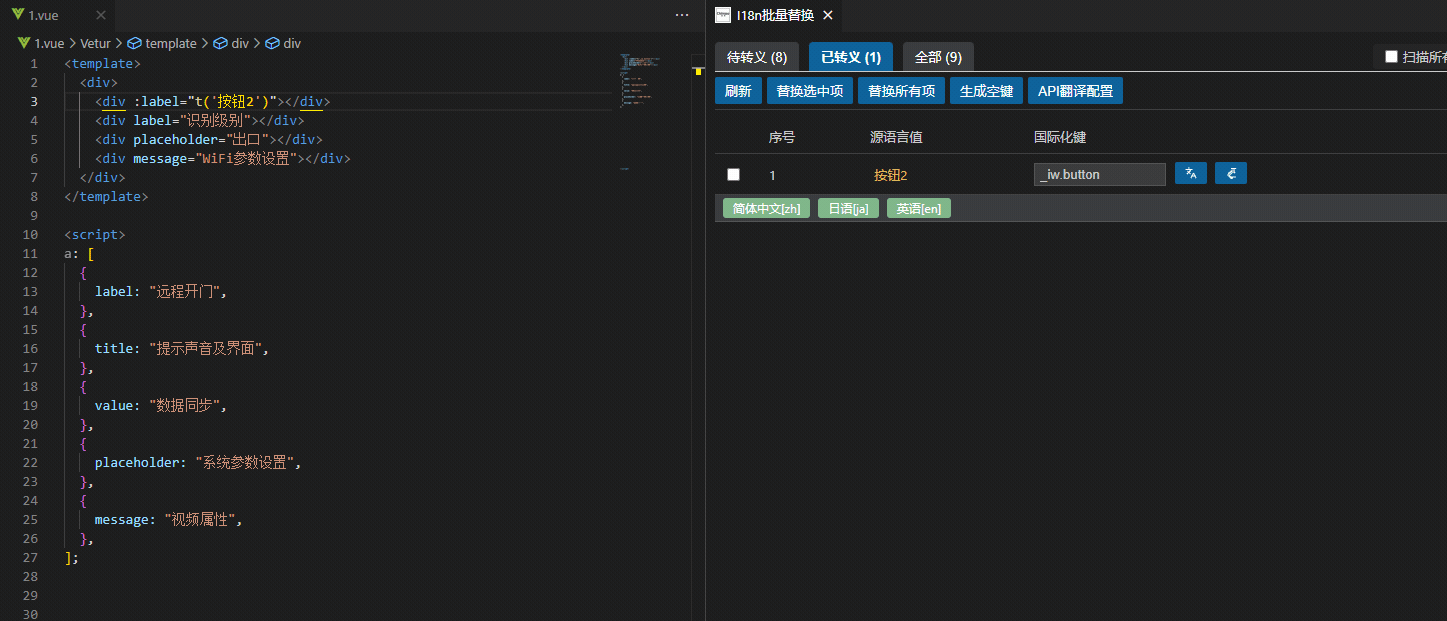 1.vue
1.vue > Vetur > template > div > div
1 <template>
2 <div>
3 <div :label="t('按钮2')"></div>
4 <div label="识别级别"></div>
5 <div placeholder="出口"></div>
6 <div message="WiFi参数设置"></div>
7 </div>
8 </template>
9
10 <script>
11 a: [
12 {
13 label: "远程开门",
14 },
15 {
16 title: "提示声音及界面",
17 },
18 {
19 value: "数据同步",
20 },
21 {
22 placeholder: "系统参数设置",
23 },
24 {
25 message: "视频属性",
26 },
27 ];
28
29
30
I18n批量替换
待转义 (8) 已转义 (1) 全部 (9) 扫描所有
刷新 替换选中项 替换所有项 生成空键 API翻译配置
序号 源语言值 国际化键
1 按钮2 _iw.button
简体中文[zh] 日语[ja] 英语[en]